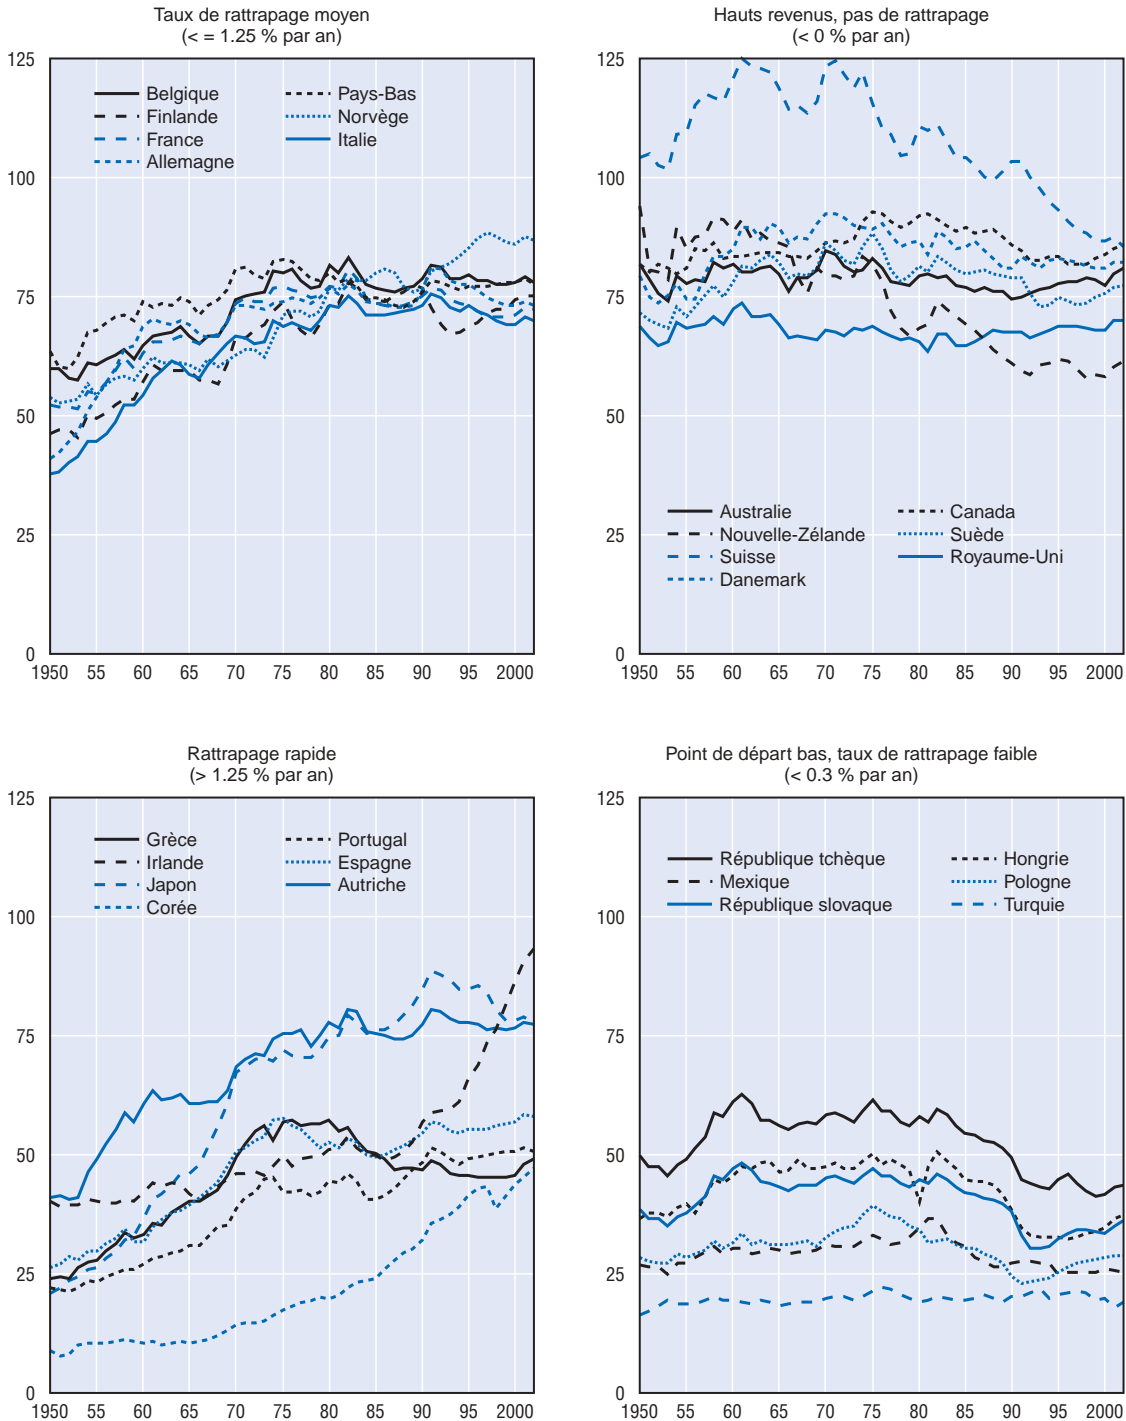 Taux de rattrapage moyen
(< = 1.25 % par an)
125
100
75
50
25
0
Belgique
Finlande
France
Allemagne
Pays-Bas
Norvège
Italie
1950 55 60 65 70 75 80 85 90 95 2000
Hauts revenus, pas de rattrapage
(< 0 % par an)
125
100
75
50
25
0
Australie
Nouvelle-Zélande
Suisse
Danemark
Canada
Suède
Royaume-Uni
1950 55 60 65 70 75 80 85 90 95 2000
Rattrapage rapide
(> 1.25 % par an)
125
100
75
50
25
0
Grèce
Irlande
Japon
Corée
Portugal
Espagne
Autriche
1950 55 60 65 70 75 80 85 90 95 2000
Point de départ bas, taux de rattrapage faible
(< 0.3 % par an)
125
100
75
50
25
0
République tchèque
Mexique
République slovaque
Hongrie
Pologne
Turquie
1950 55 60 65 70 75 80 85 90 95 2000